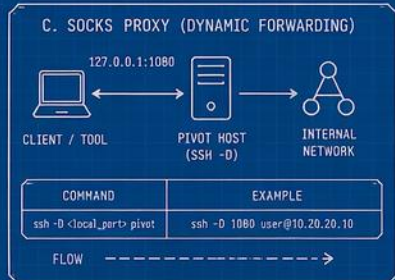 C. SOCKS PROXY (DYNAMIC FORWARDING)
127.0.0.1:1080
CLIENT / TOOL
PIVOT HOST
(SSH -D)
INTERNAL
NETWORK
COMMAND EXAMPLE
ssh -D <local_port> pivot ssh -D 1080 user@10.20.20.10
FLOW